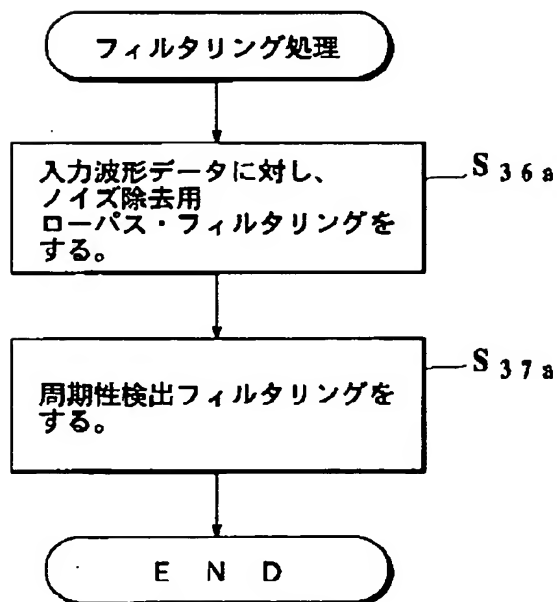 フィルタリング処理
入力波形データに対し、
ノイズ除去用
ローパス・フィルタリングを
する。
S36a
周期性検出フィルタリングを
する。
S37a
END